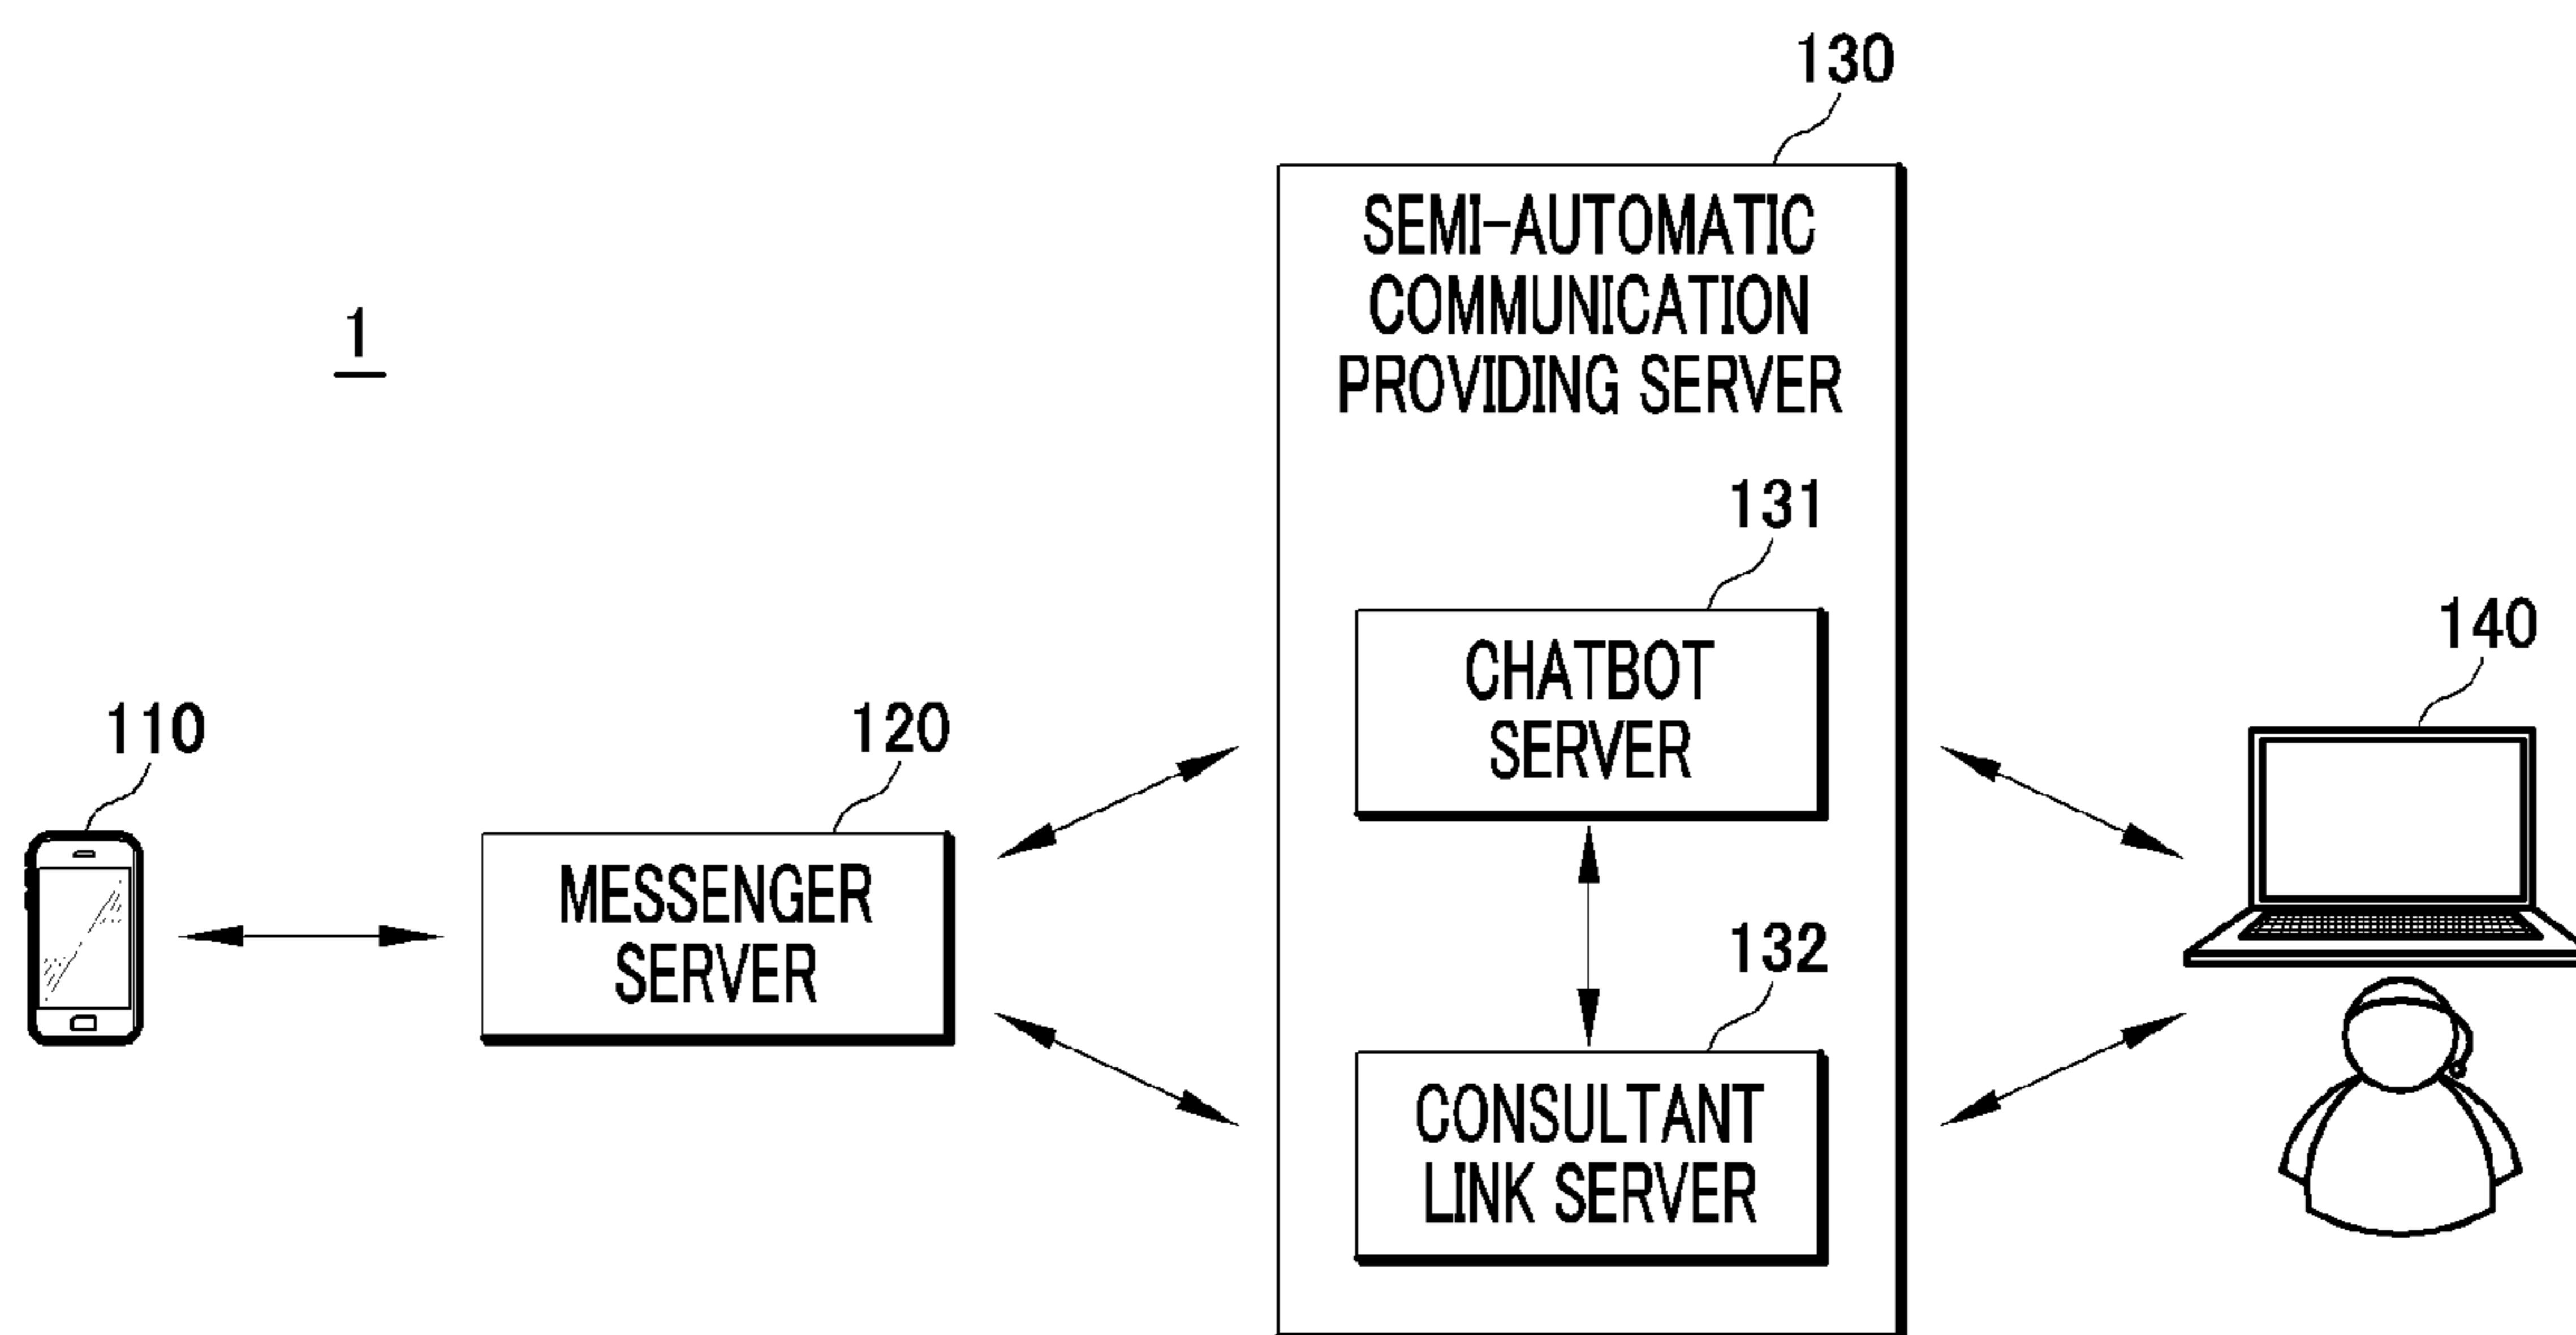 130
SEMI-AUTOMATIC
COMMUNICATION
PROVIDING SERVER
1
131
CHATBOT
SERVER
140
110
120
MESSENGER
SERVER
132
CONSULTANT
LINK SERVER